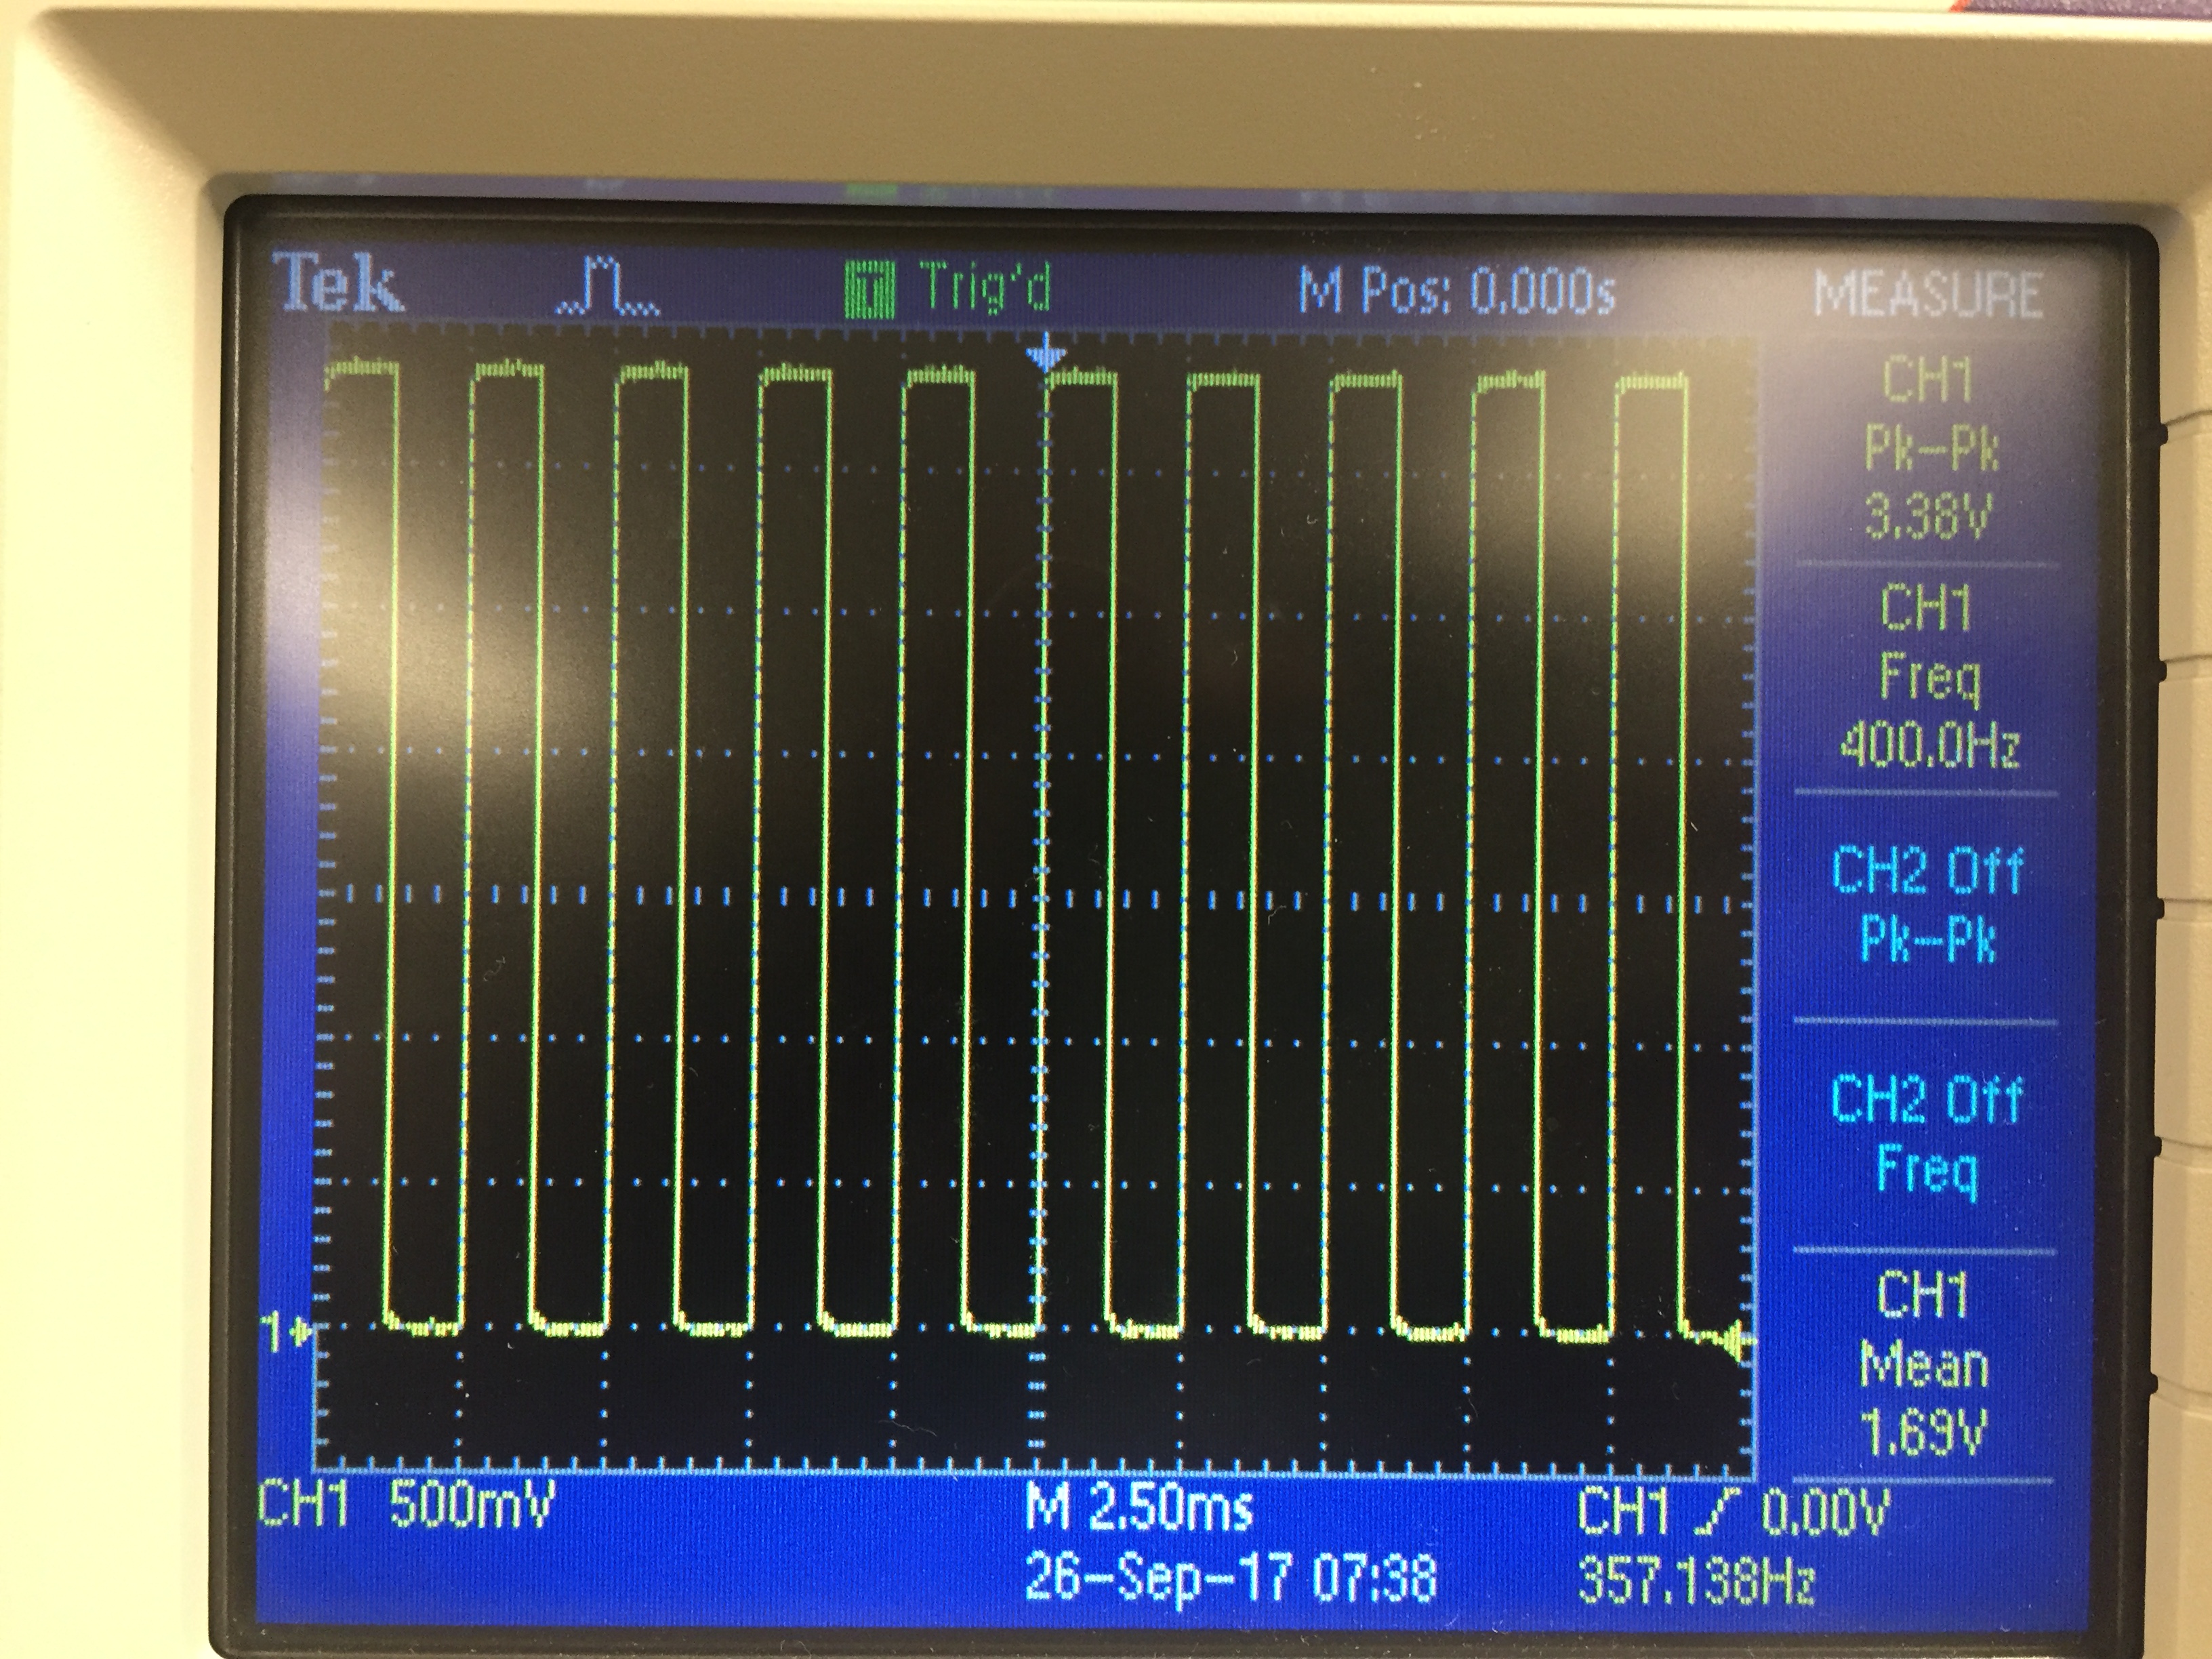 Tek T Trig'd M Pos: 0.000s MEASURE
CH1
Pk-Pk
3.38V
CH1
Freq
400.0Hz
CH2 Off
Pk-Pk
CH2 Off
Freq
CH1
Mean
1.69V
1
CH1 500mV M 2.50ms CH1 0.00V
26-Sep-17 07:38 357.138Hz